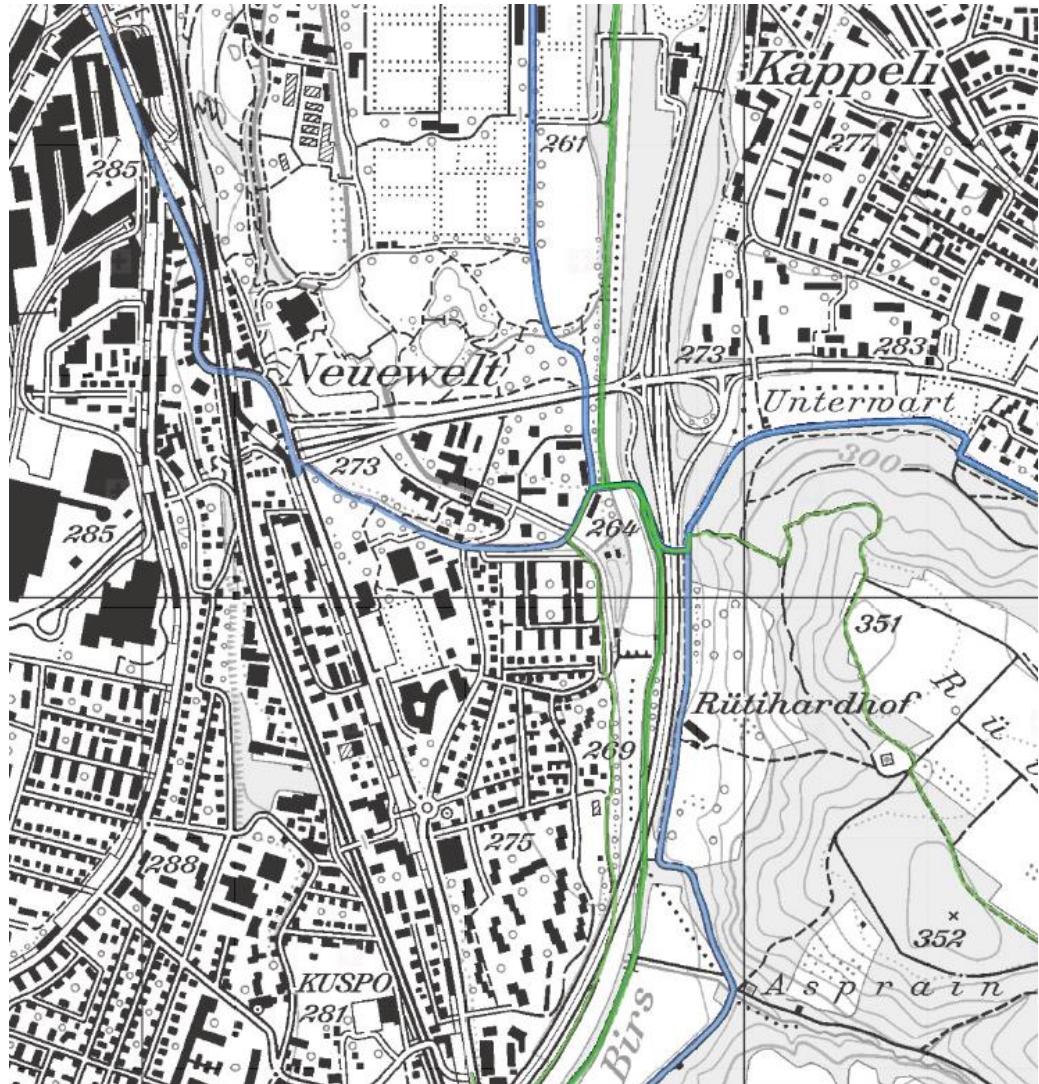 Käppeli
261
277
285
Neuewelt
273
283
Unterwart
300
273
264
285
351
Rütihardhof
R
ü
269
275
288
352
KUSPO
281
Asprain
Birs